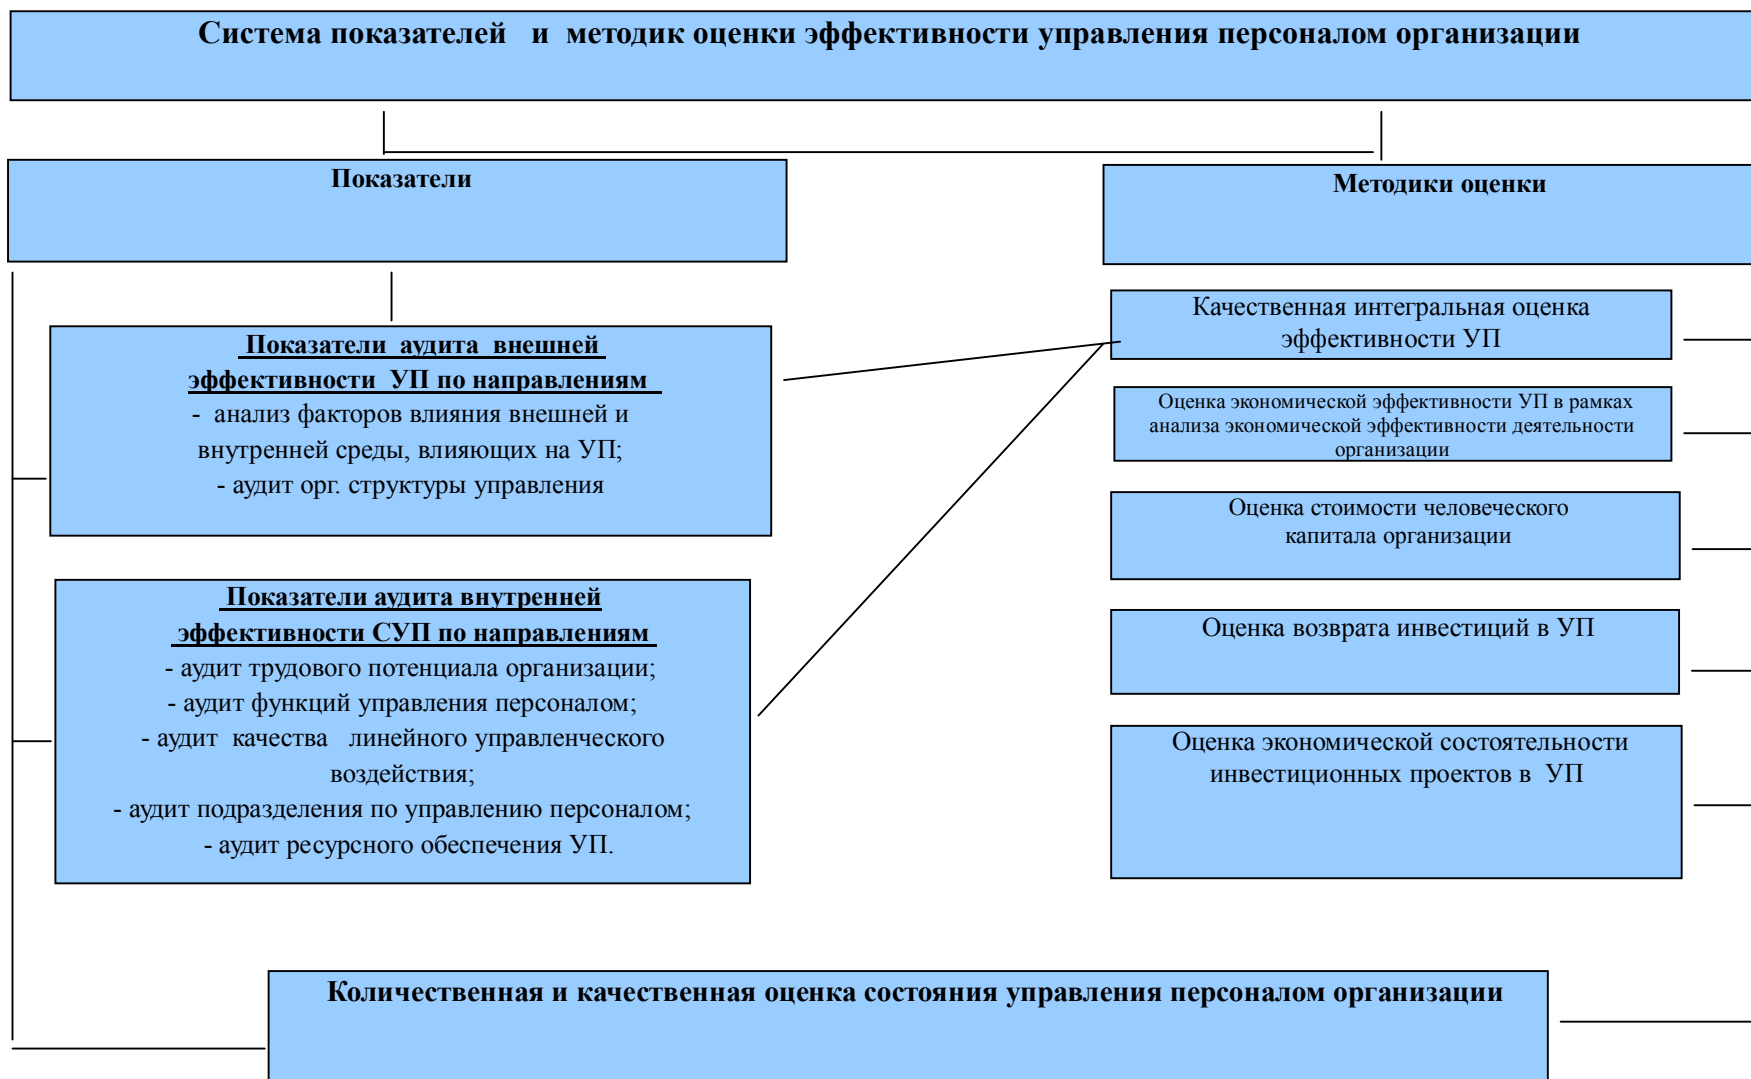 Система показателей и методик оценки эффективности управления персоналом организации
Показатели
Методики оценки
Показатели аудита внешней
эффективности УП по направлениям
- анализ факторов влияния внешней и
внутренней среды, влияющих на УП;
- аудит орг. структуры управления
Показатели аудита внутренней
эффективности СУП по направлениям
- аудит трудового потенциала организации;
- аудит функций управления персоналом;
- аудит качества линейного управленческого
воздействия;
- аудит подразделения по управлению персоналом;
- аудит ресурсного обеспечения УП.
Качественная интегральная оценка
эффективности УП
Оценка экономической эффективности УП в рамках
анализа экономической эффективности деятельности
организации
Оценка стоимости человеческого
капитала организации
Оценка возврата инвестиций в УП
Оценка экономической состоятельности
инвестиционных проектов в УП
Количественная и качественная оценка состояния управления персоналом организации